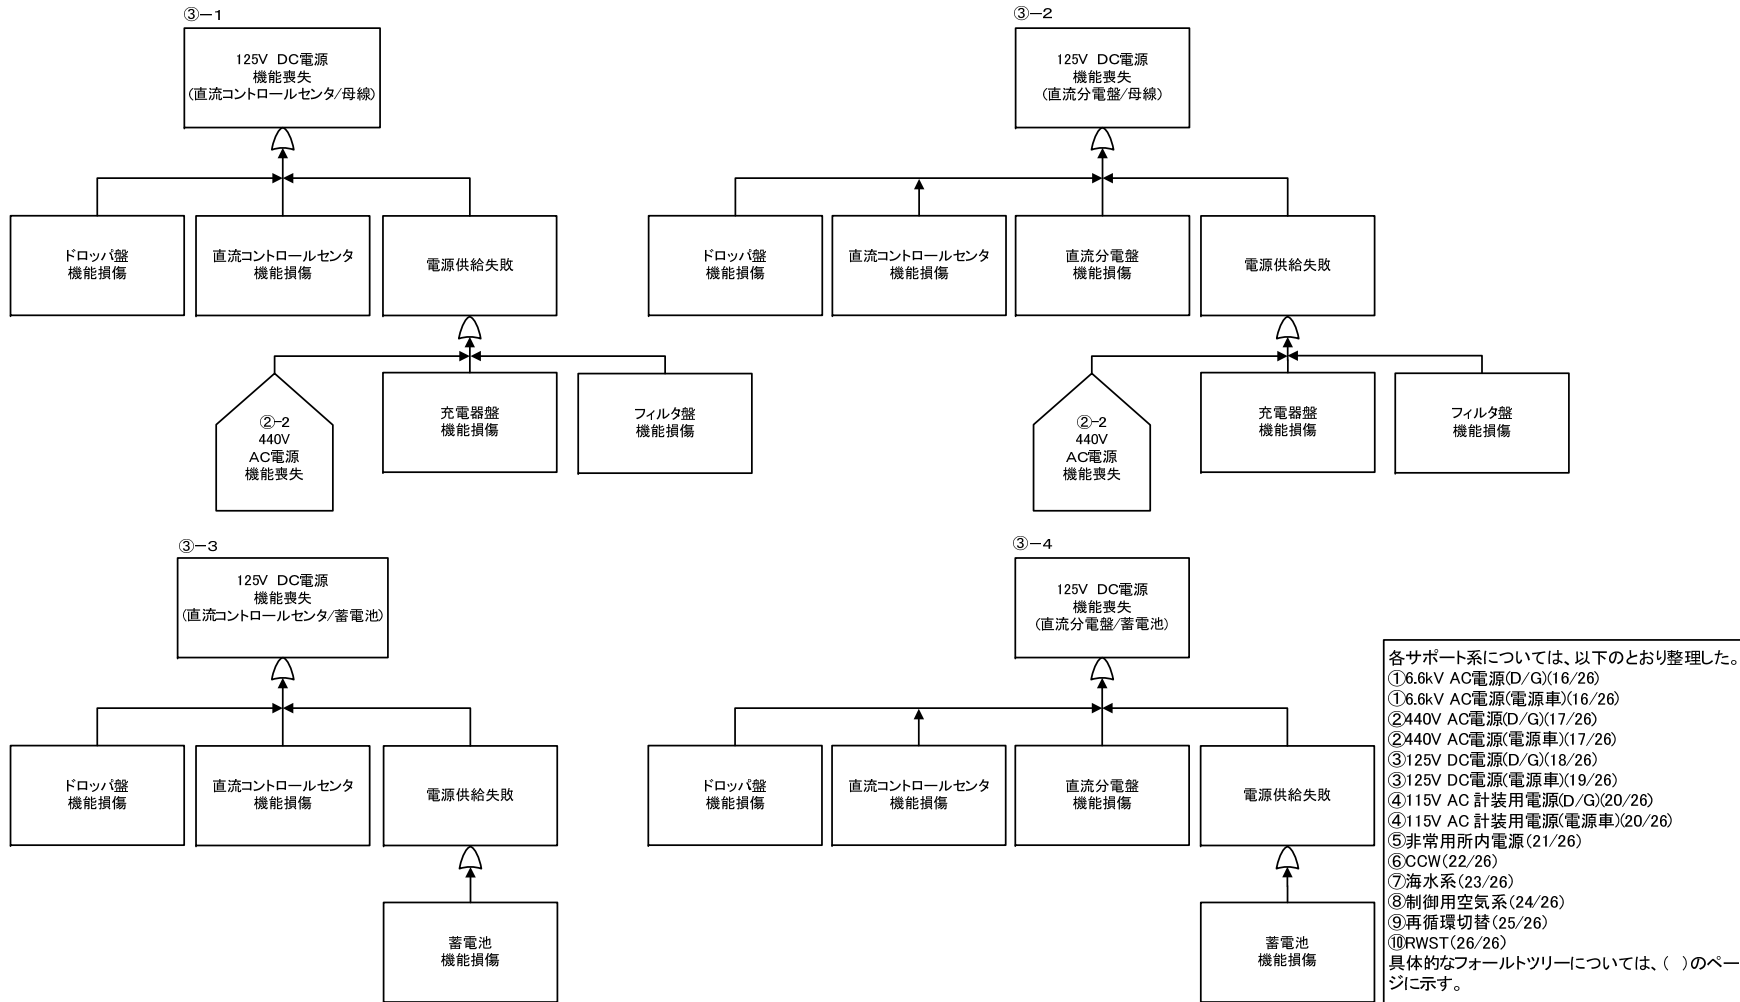 ③-1
125V DC電源
機能喪失
(直流コントロールセンタ/母線)
ドロッパ盤
機能損傷
直流コントロールセンタ
機能損傷
電源供給失敗
②-2
440V
AC電源
機能喪失
充電器盤
機能損傷
フィルタ盤
機能損傷
③-2
125V DC電源
機能喪失
(直流分電盤/母線)
ドロッパ盤
機能損傷
直流コントロールセンタ
機能損傷
直流分電盤
機能損傷
電源供給失敗
②-2
440V
AC電源
機能喪失
充電器盤
機能損傷
フィルタ盤
機能損傷
③-3
125V DC電源
機能喪失
(直流コントロールセンタ/蓄電池)
ドロッパ盤
機能損傷
直流コントロールセンタ
機能損傷
電源供給失敗
蓄電池
機能損傷
③-4
125V DC電源
機能喪失
(直流分電盤/蓄電池)
ドロッパ盤
機能損傷
直流コントロールセンタ
機能損傷
直流分電盤
機能損傷
電源供給失敗
蓄電池
機能損傷
各サポート系については、以下のとおり整理した。
①6.6kV AC電源(D/G)(16/26)
①6.6kV AC電源(電源車)(16/26)
②440V AC電源(D/G)(17/26)
②440V AC電源(電源車)(17/26)
③125V DC電源(D/G)(18/26)
③125V DC電源(電源車)(19/26)
④115V AC 計装用電源(D/G)(20/26)
④115V AC 計装用電源(電源車)(20/26)
⑤非常用所内電源(21/26)
⑥CCW(22/26)
⑦海水系(23/26)
⑧制御用空気系(24/26)
⑨再循環切替(25/26)
⑩RWST(26/26)
具体的なフォールトツリーについては、( )のペー
ジに示す。